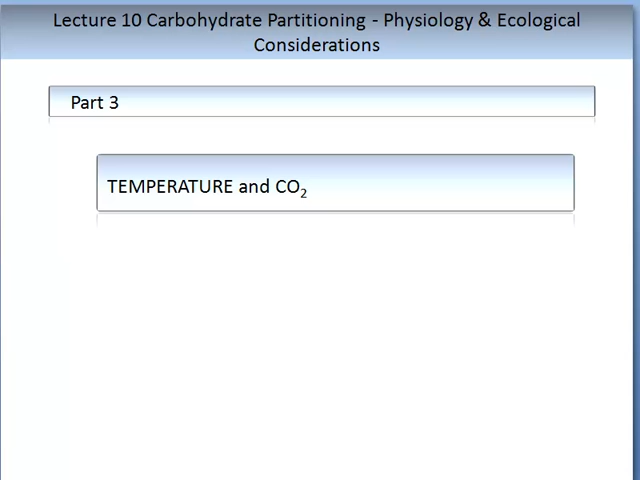 Lecture 10 Carbohydrate Partitioning - Physiology & Ecological
Considerations
Part 3
TEMPERATURE and CO₂